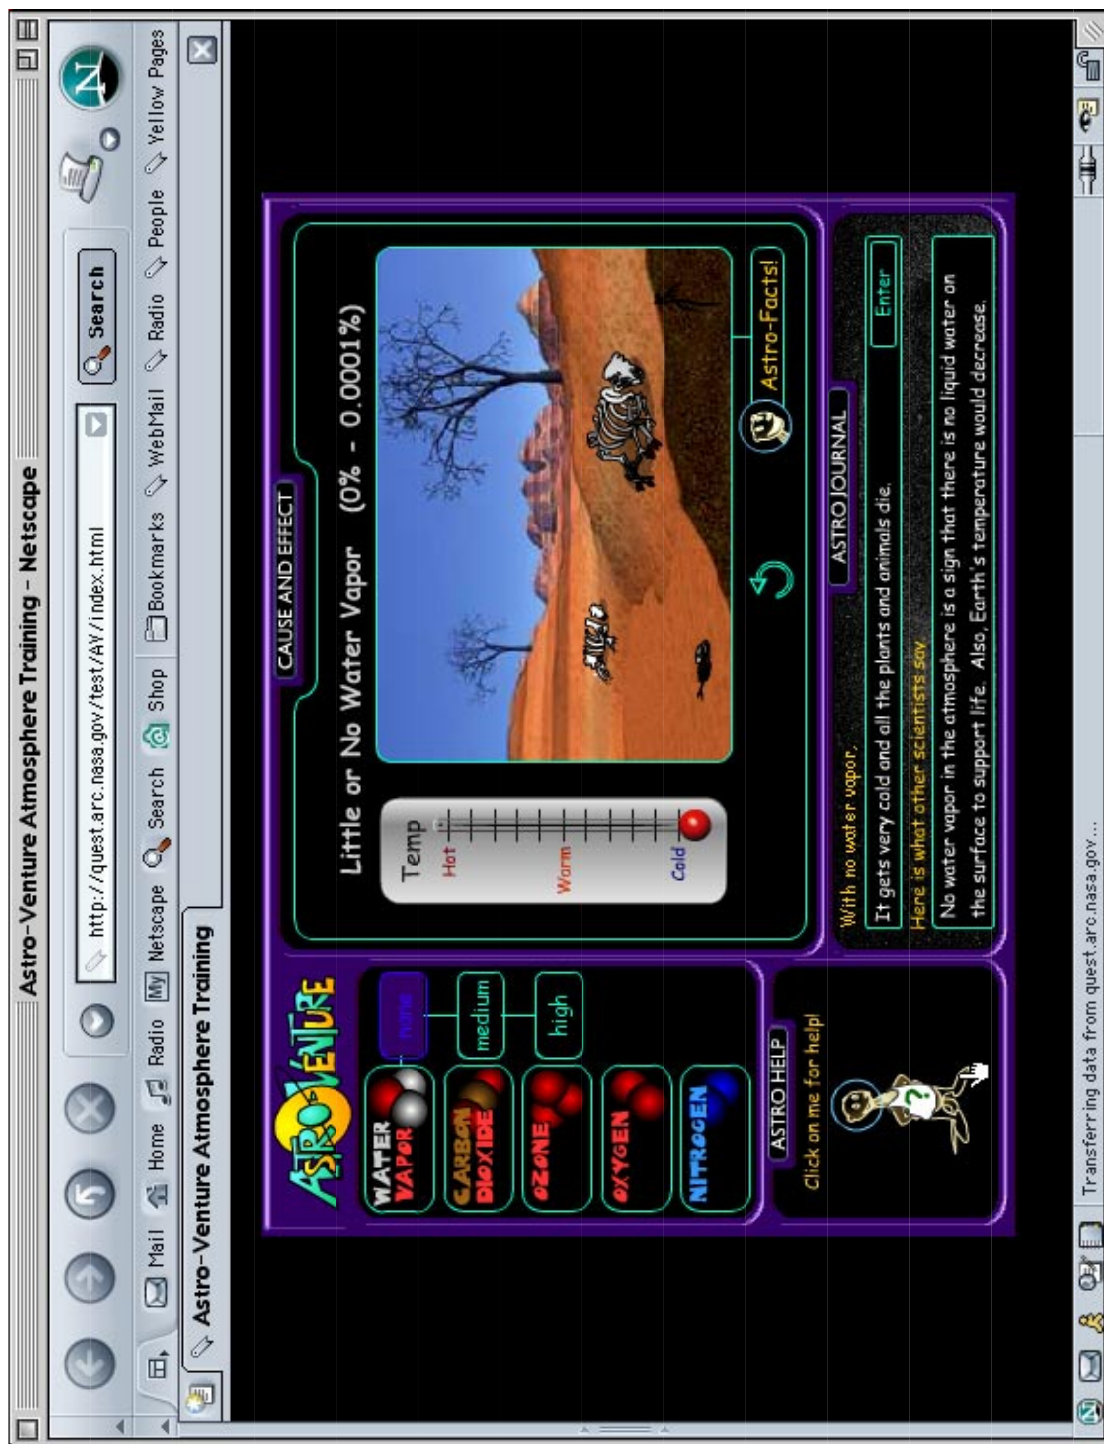 Astro-Venture Atmosphere Training - Netscape
http://quest.arc.nasa.gov/test/AV/index.html
Search
N
Mail
Home
Radio
My Netscape
Search
Shop
Bookmarks
WebMail
Radio
People
Yellow Pages
Astro-Venture Atmosphere Training
ASTROVENTURE
WATER
VAPOR
none
medium
high
CARBON
DIOXIDE
OZONE
OXYGEN
NITROGEN
ASTRO HELP
Click on me for help!
?
CAUSE AND EFFECT
Little or No Water Vapor (0% - 0.0001%)
Temp
Hot
Warm
Cold
Astro-Facts!
ASTRO JOURNAL
With no water vapor,
It gets very cold and all the plants and animals die.
Enter
Here is what other scientists say
No water vapor in the atmosphere is a sign that there is no liquid water on
the surface to support life. Also, Earth's temperature would decrease.
N
Transferring data from quest.arc.nasa.gov...